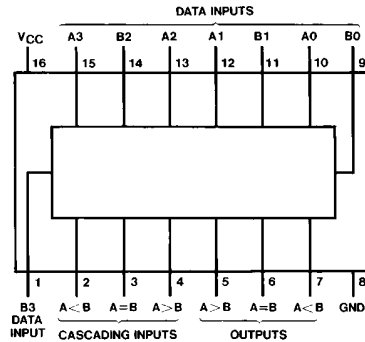 DATA INPUTS
VCC A3 B2 A2 A1 B1 A0 B0
16 15 14 13 12 11 10 9
1 2 3 4 5 6 7 8
B3 A<B A=B A>B A>B A=B A<B GND
DATA
INPUT CASCADING INPUTS OUTPUTS